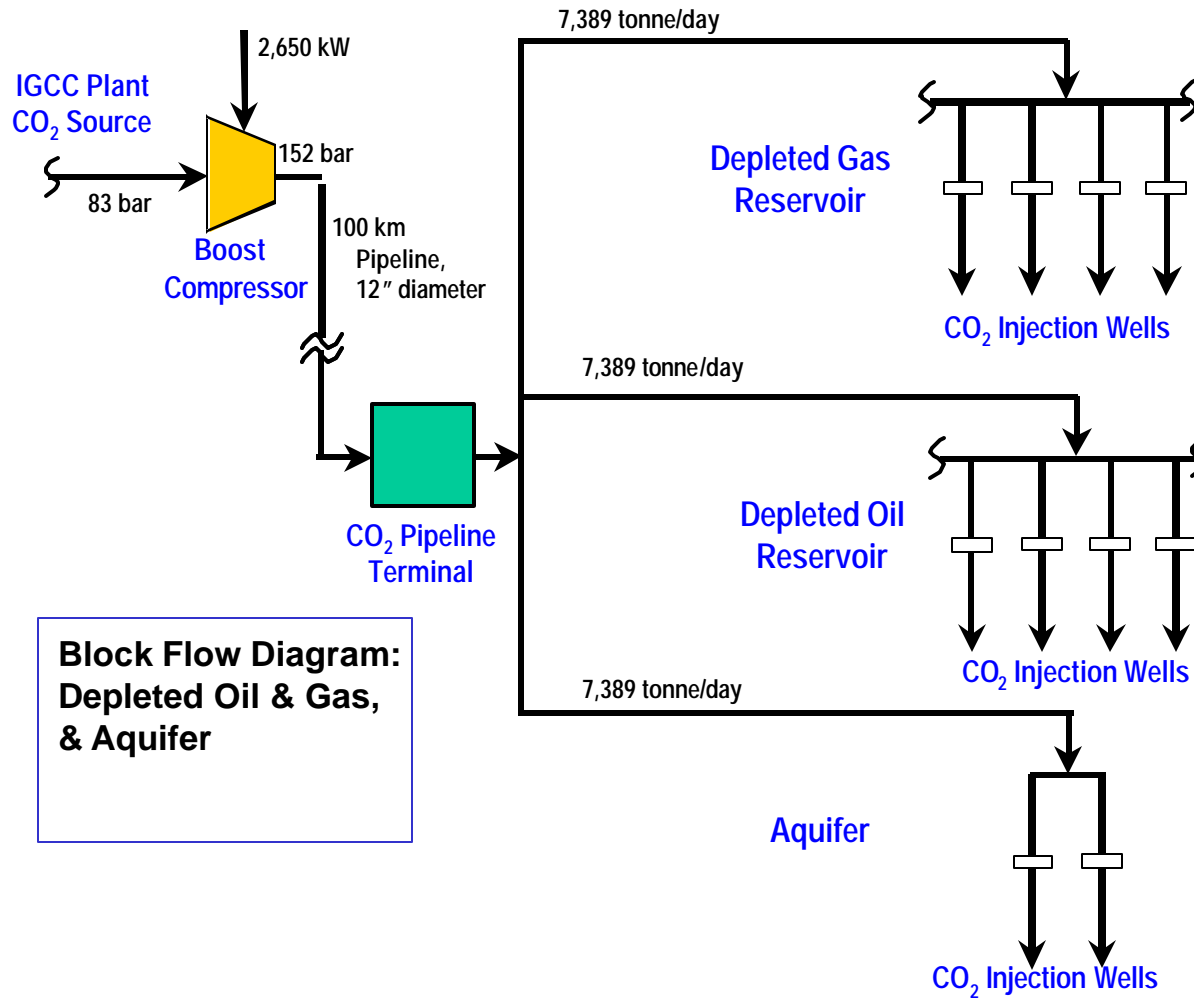 7,389 tonne/day
2,650 kW
IGCC Plant
CO₂ Source
152 bar
83 bar
Boost
Compressor
100 km
Pipeline,
12" diameter
Depleted Gas
Reservoir
CO₂ Injection Wells
7,389 tonne/day
CO₂ Pipeline
Terminal
Depleted Oil
Reservoir
CO₂ Injection Wells
Block Flow Diagram:
Depleted Oil & Gas,
& Aquifer
7,389 tonne/day
Aquifer
CO₂ Injection Wells